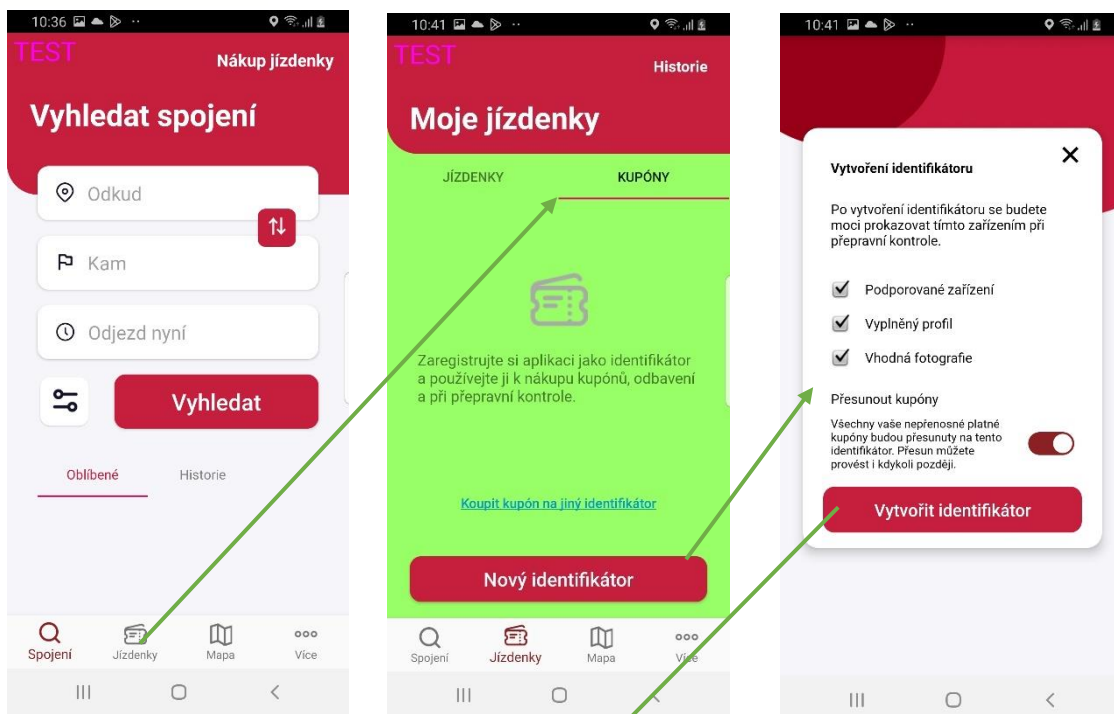 10:36
TEST
Nákup jízdenky
Vyhledat spojení
Odkud
Kam
Odjezd nyní
Vyhledat
Oblíbené
Historie
Spojení
Jízdenky
Mapa
Více
10:41
TEST
Historie
Moje jízdenky
JÍZDENKY
KUPÓNY
Zaregistrujte si aplikaci jako identifikátor
a používejte ji k nákupu kupónů, odbavení
a při přepravní kontrole.
Koupit kupón na jiný identifikátor
Nový identifikátor
Spojení
Jízdenky
Mapa
Více
10:41
Vytvoření identifikátoru
Po vytvoření identifikátoru se budete
moci prokazovat tímto zařízením při
přepravní kontrole.
Podporované zařízení
Vyplněný profil
Vhodná fotografie
Přesunout kupóny
Všechny vaše nepřenosné platné
kupóny budou přesunuty na tento
identifikátor. Přesun můžete
provést i kdykoli později.
Vytvořit identifikátor